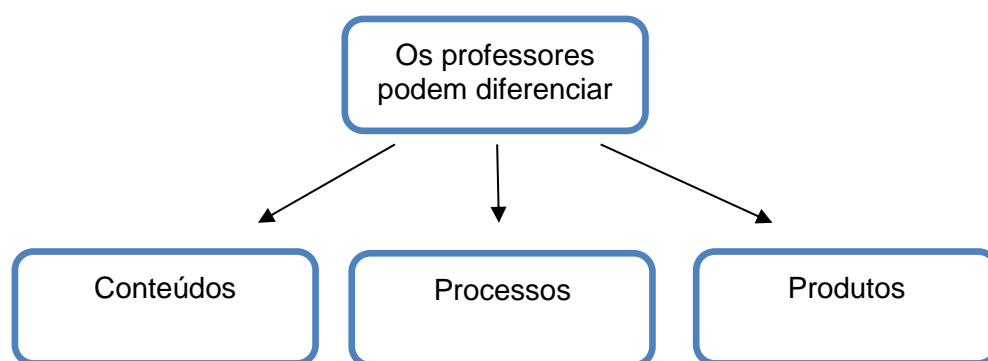 Os professores
podem diferenciar
Conteúdos
Processos
Produtos